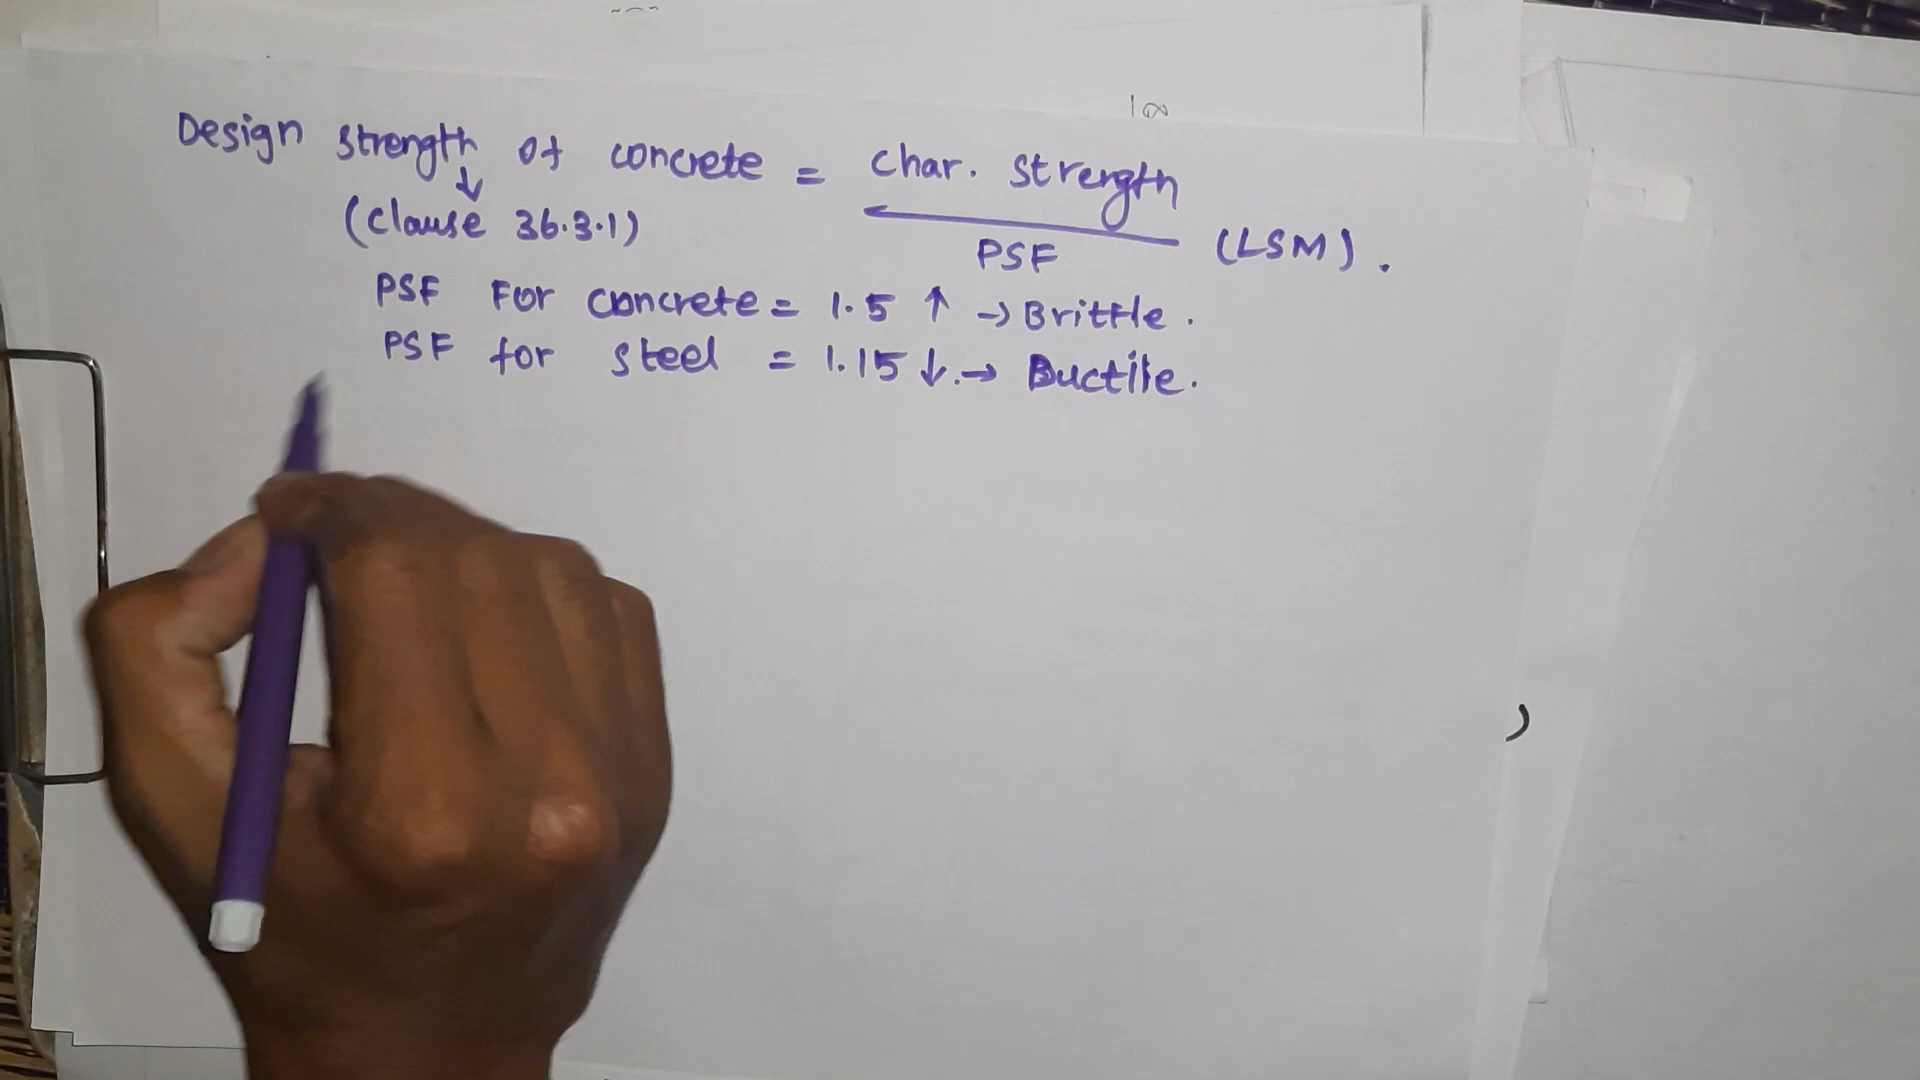 Design strength of concrete = Char. Strength
(Clause 36.3.1) PSF (LSM).
PSF For concrete = 1.5 ↑ → Brittle.
PSF for steel = 1.15 ↓. → Ductile.